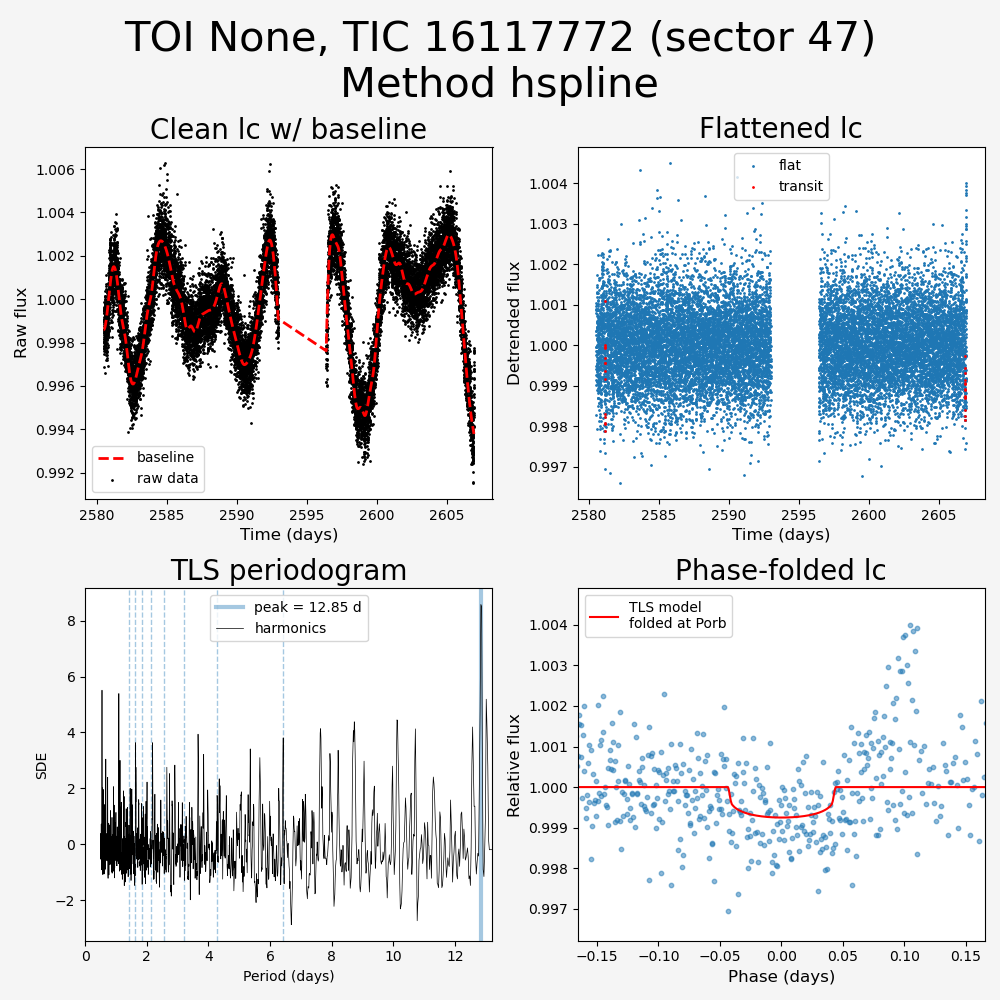 TOI None, TIC 16117772 (sector 47)
Method hspline
Clean lc w/ baseline
Raw flux
1.006
1.004
1.002
1.000
0.998
0.996
0.994
0.992
baseline
raw data
2580
2585
2590
2595
2600
2605
Time (days)
Flattened lc
Detrended flux
1.004
1.003
1.002
1.001
1.000
0.999
0.998
0.997
flat
transit
2580
2585
2590
2595
2600
2605
Time (days)
TLS periodogram
SDE
8
6
4
2
0
−2
peak = 12.85 d
harmonics
0
2
4
6
8
10
12
Period (days)
Phase-folded lc
Relative flux
1.004
1.003
1.002
1.001
1.000
0.999
0.998
0.997
TLS model
folded at Porb
−0.15
−0.10
−0.05
0.00
0.05
0.10
0.15
Phase (days)